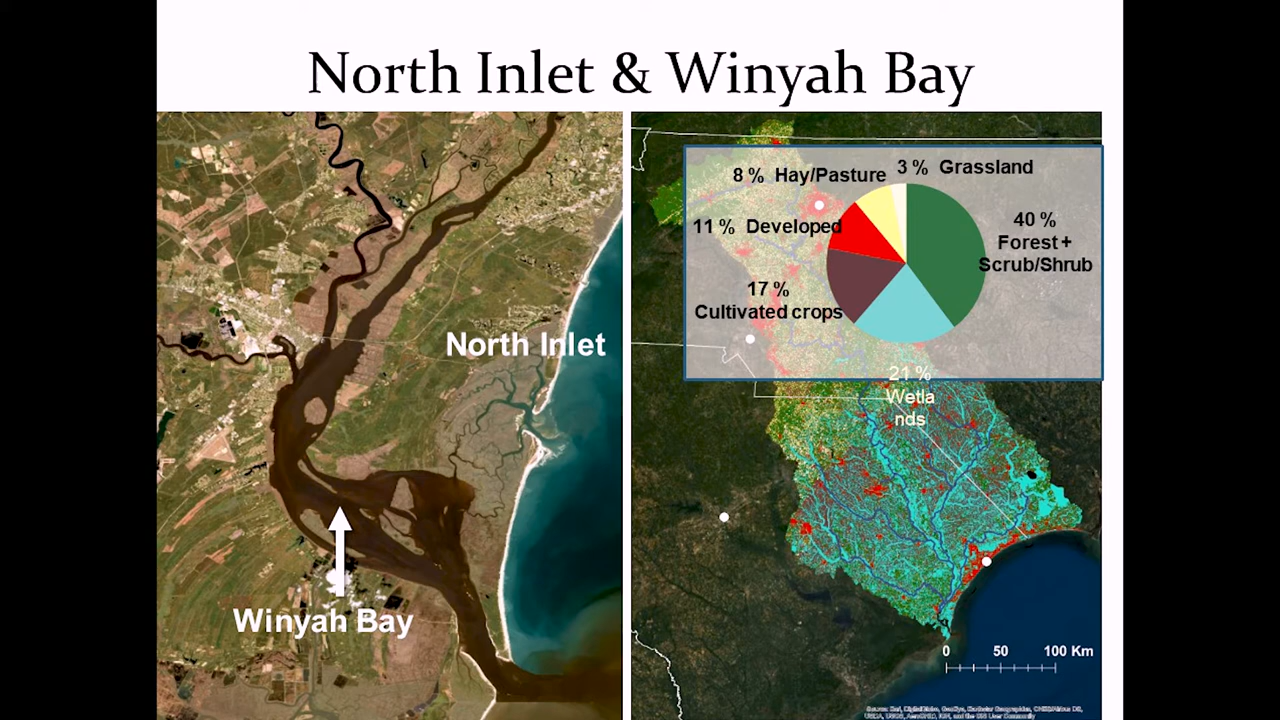 North Inlet & Winyah Bay
North Inlet
Winyah Bay
8 % Hay/Pasture
3 % Grassland
11 % Developed
40 %
Forest +
Scrub/Shrub
17 %
Cultivated crops
21 %
Wetla
nds
0 50 100 Km